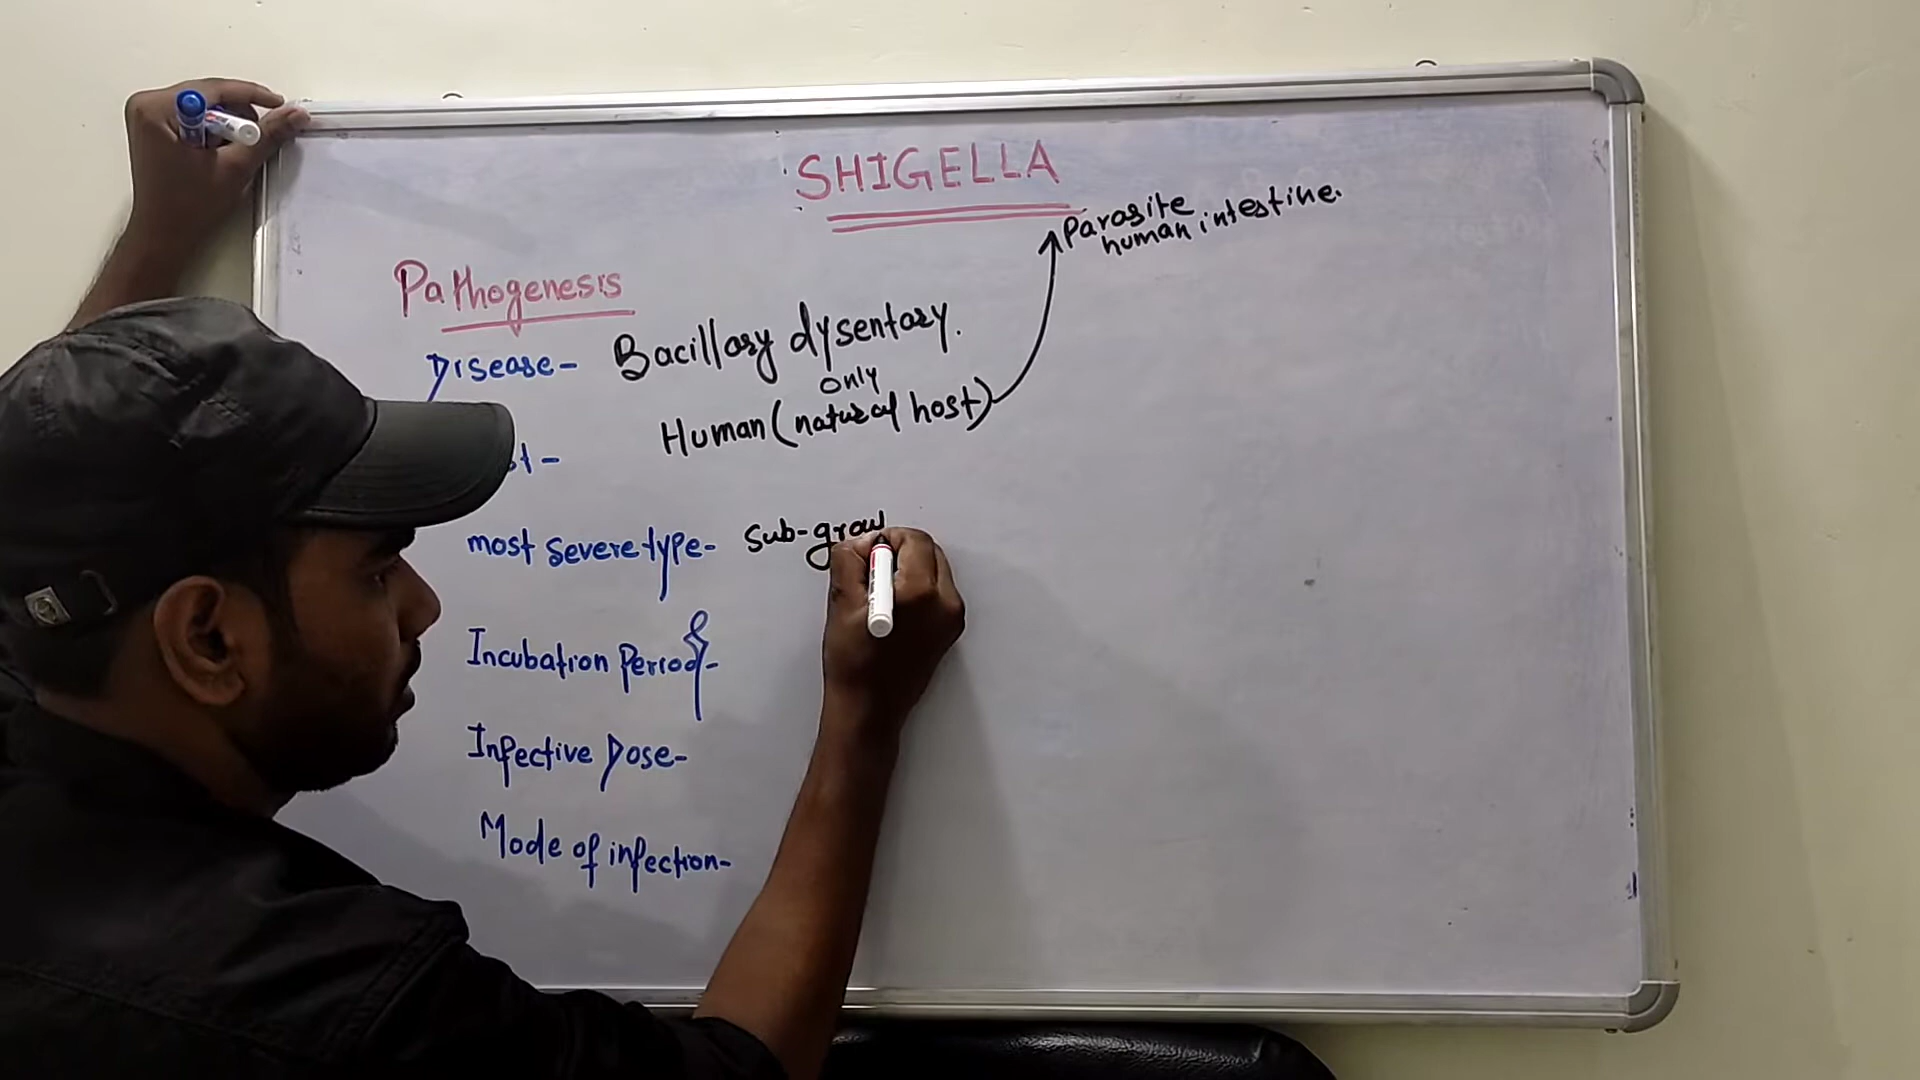 SHIGELLA
Parasite
human intestine.
Pathogenesis
Disease- Bacillary dysentary.
only
Human (natural host)
most severe type- Sub-grou
Incubation Period-
Infective Dose-
Mode of infection-